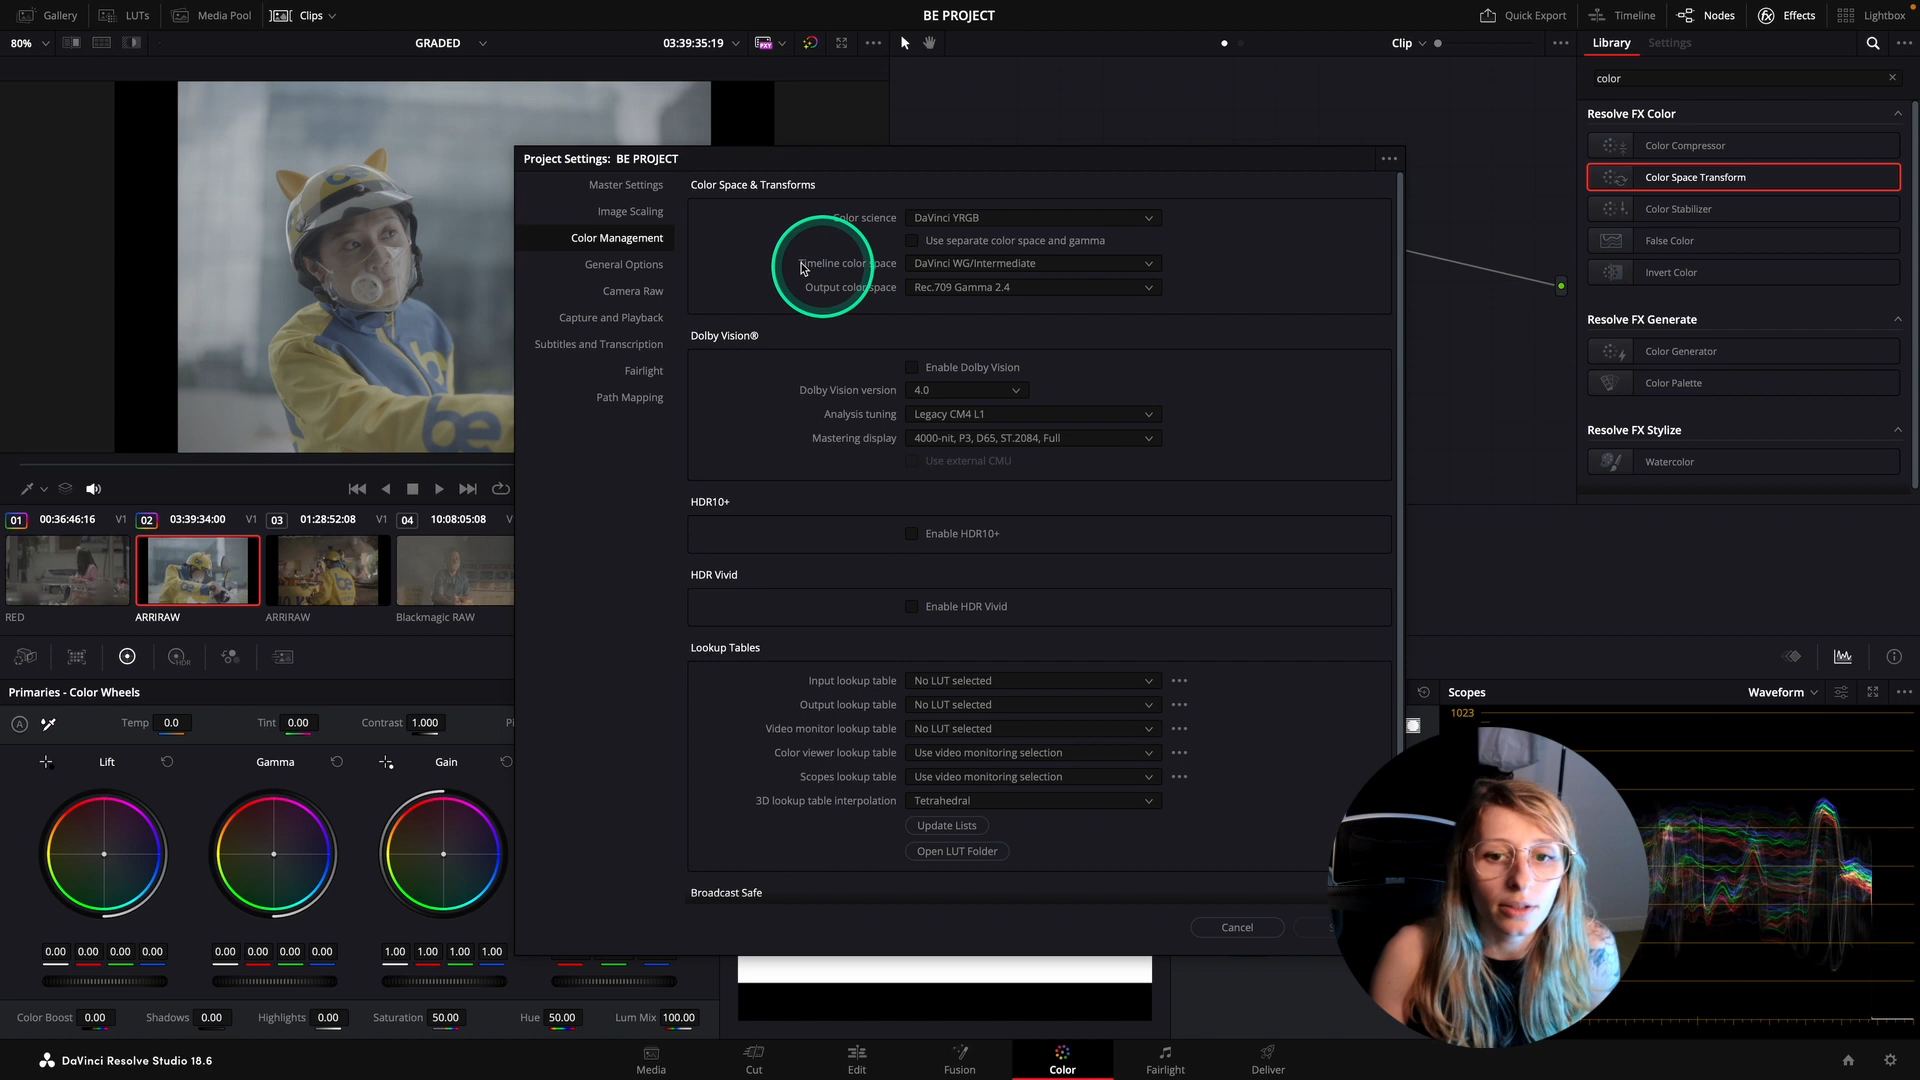 Gallery LUTs Media Pool Clips BE PROJECT Quick Export Timeline Nodes Effects Lightbox
80% GRADED 03:39:35:19 Clip Library Settings
color
Resolve FX Color
Color Compressor
Color Space Transform
Color Stabilizer
False Color
Invert Color
Resolve FX Generate
Color Generator
Color Palette
Resolve FX Stylize
Watercolor
Project Settings: BE PROJECT
Master Settings
Image Scaling
Color Management
General Options
Camera Raw
Capture and Playback
Subtitles and Transcription
Fairlight
Path Mapping
Color Space & Transforms
Color science DaVinci YRGB
Use separate color space and gamma
Timeline color space DaVinci WG/Intermediate
Output color space Rec.709 Gamma 2.4
Dolby Vision®
Enable Dolby Vision
Dolby Vision version 4.0
Analysis tuning Legacy CM4 L1
Mastering display 4000-nit, P3, D65, ST.2084, Full
Use external CMU
HDR10+
Enable HDR10+
HDR Vivid
Enable HDR Vivid
Lookup Tables
Input lookup table No LUT selected
Output lookup table No LUT selected
Video monitor lookup table No LUT selected
Color viewer lookup table Use video monitoring selection
Scopes lookup table Use video monitoring selection
3D lookup table interpolation Tetrahedral
Update Lists
Open LUT Folder
Broadcast Safe
Cancel
01 00:36:46:16 V1 02 03:39:34:00 V1 03 01:28:52:08 V1 04 10:08:05:08
RED ARRIRAW ARRIRAW Blackmagic RAW
HDR
Primaries - Color Wheels
Temp 0.0 Tint 0.00 Contrast 1.000
Lift Gamma Gain
0.00 0.00 0.00 0.00 0.00 0.00 0.00 0.00 1.00 1.00 1.00 1.00
Color Boost 0.00 Shadows 0.00 Highlights 0.00 Saturation 50.00 Hue 50.00 Lum Mix 100.00
Scopes Waveform
1023
DaVinci Resolve Studio 18.6
Media Cut Edit Fusion Color Fairlight Deliver